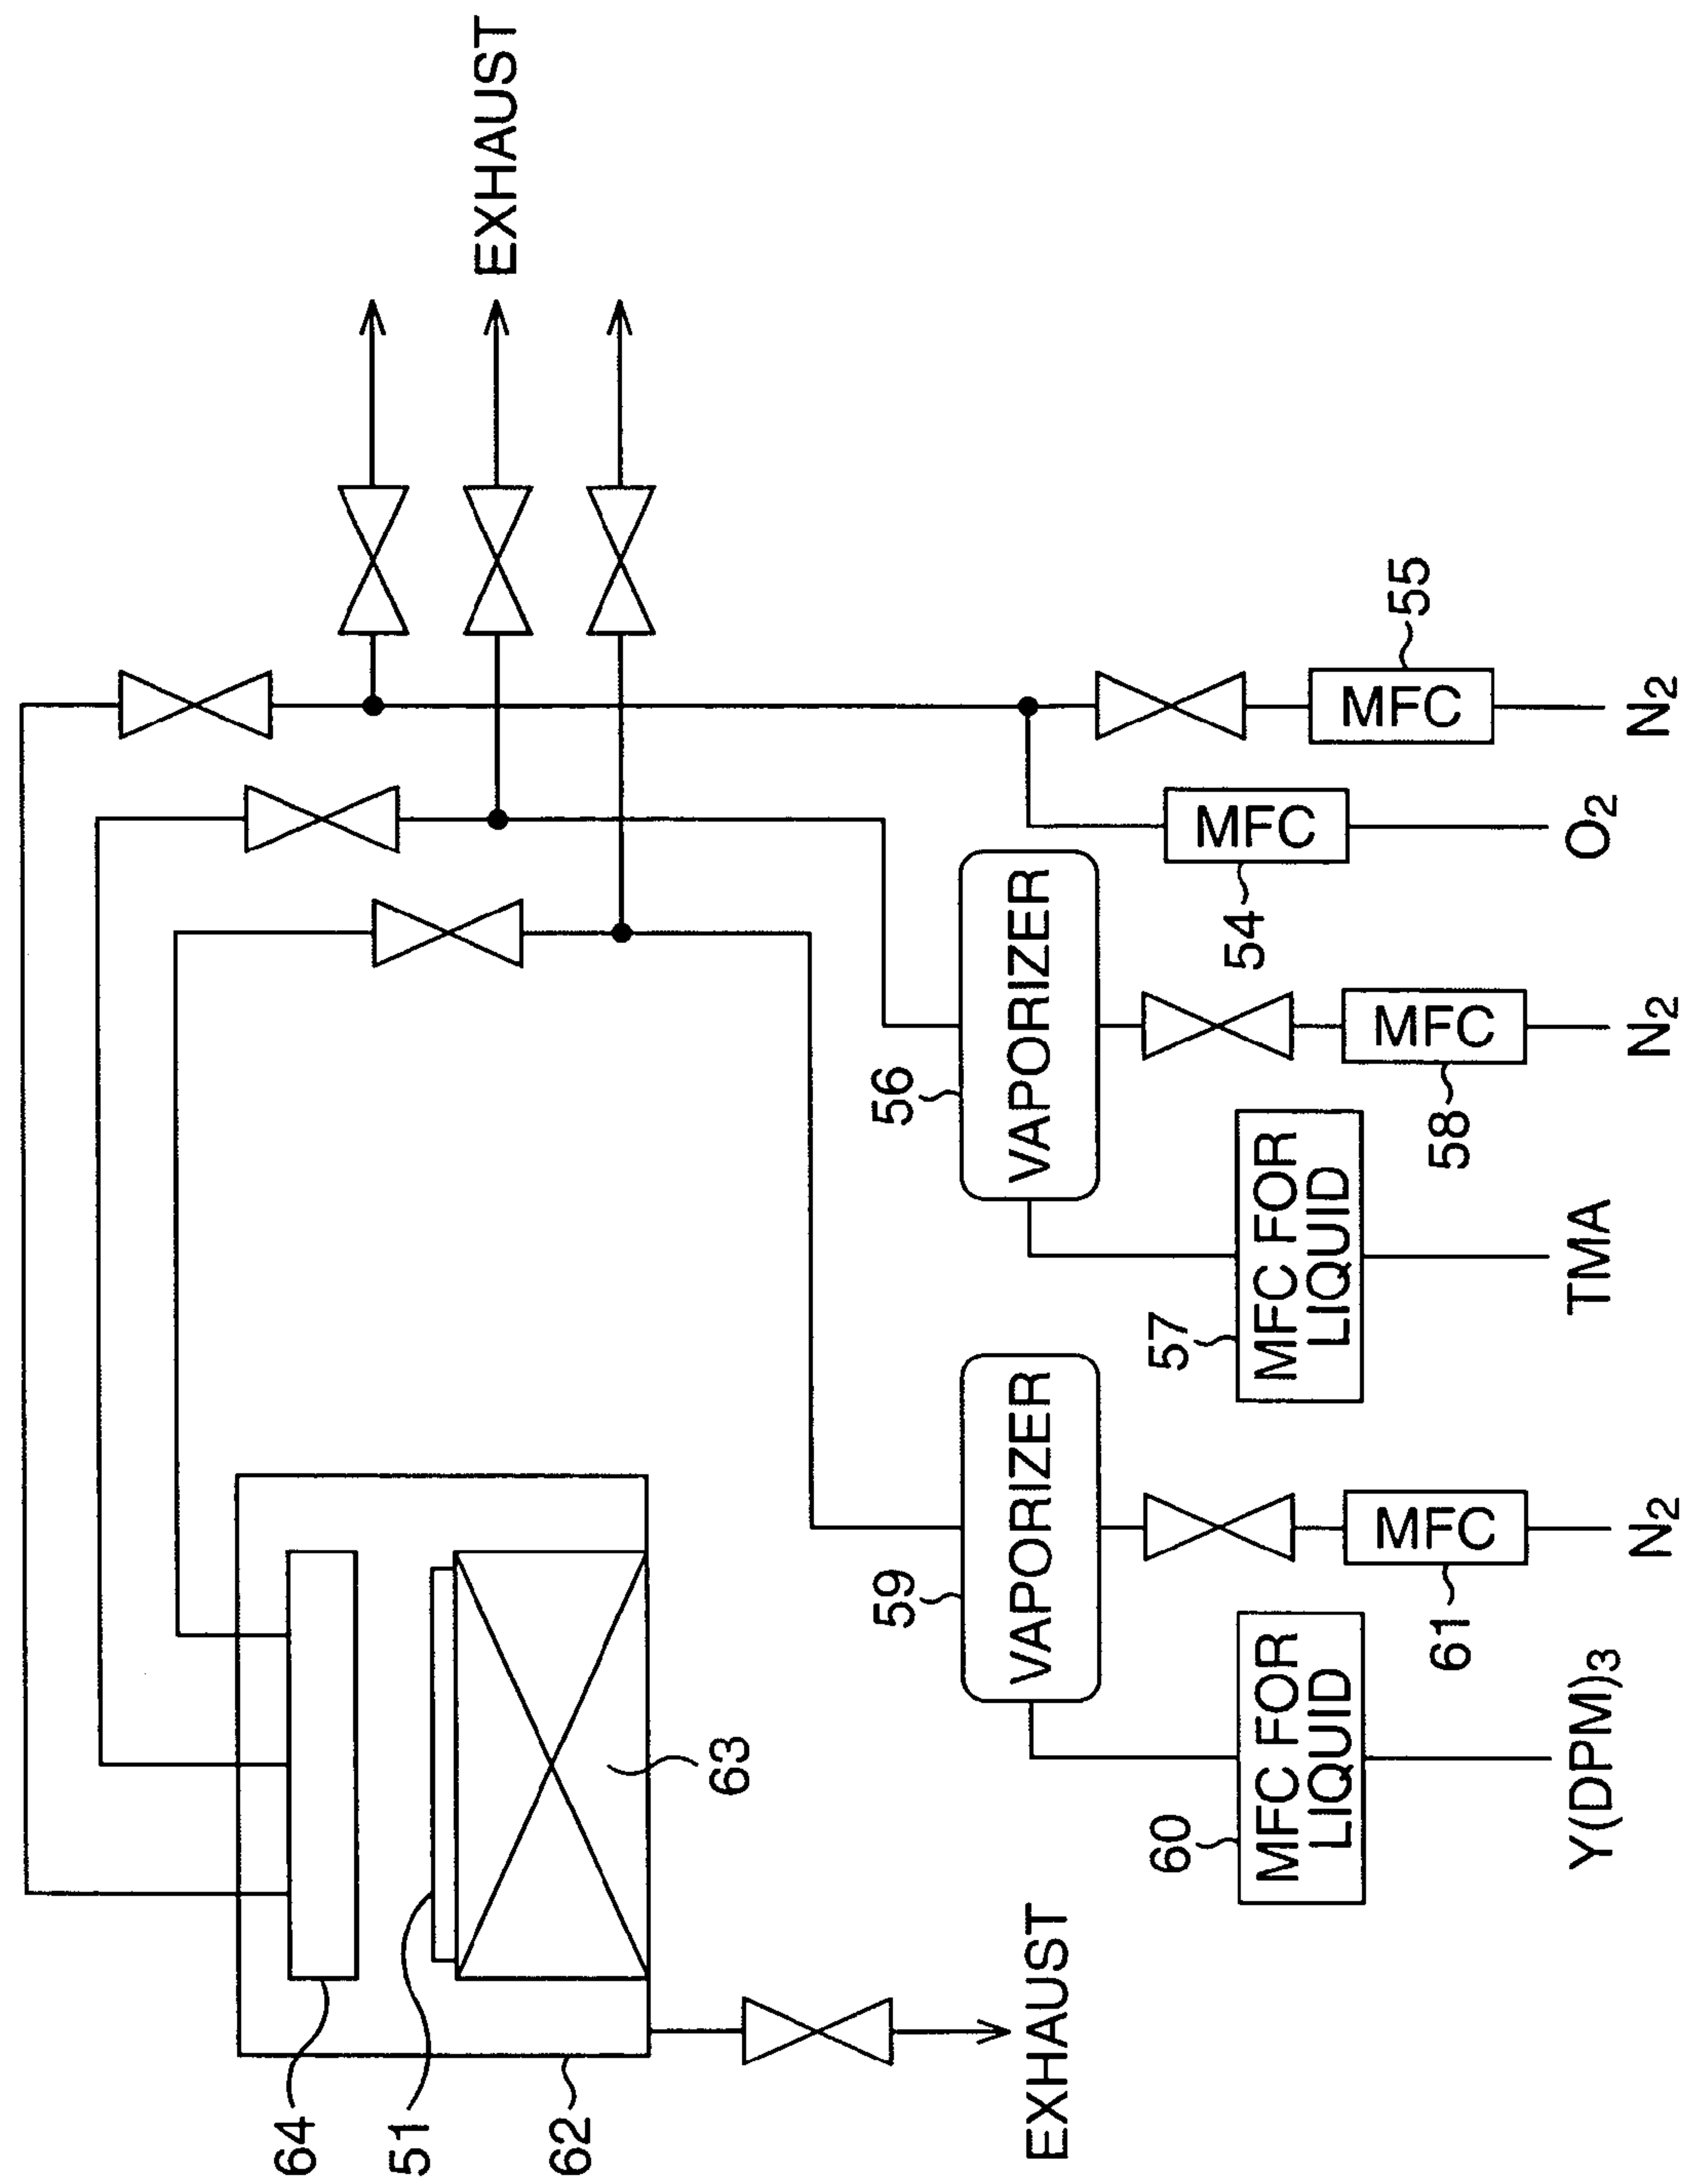 64
51
62
63
EXHAUST
EXHAUST
59
VAPORIZER
56
VAPORIZER
60
MFC FOR
LIQUID
61
MFC
57
MFC FOR
LIQUID
58
MFC
54
MFC
55
MFC
Y(DPM)3
N2
TMA
N2
O2
N2